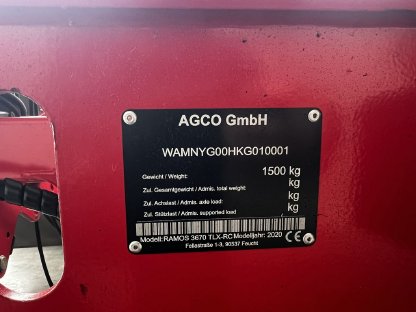 AGCO GmbH
WAMNYG00HKG010001
Gewicht / Weight: 1500 kg
Zul. Gesamtgewicht / Admis. total weight: kg
Zul. Achslast / Admis. axle load: kg
Zul. Stützlast / Admis. supported load kg
Modell: RAMOS 3670 TLX-RC Modelljahr: 2020 CE
Fellastraße 1-3, 90537 Feucht